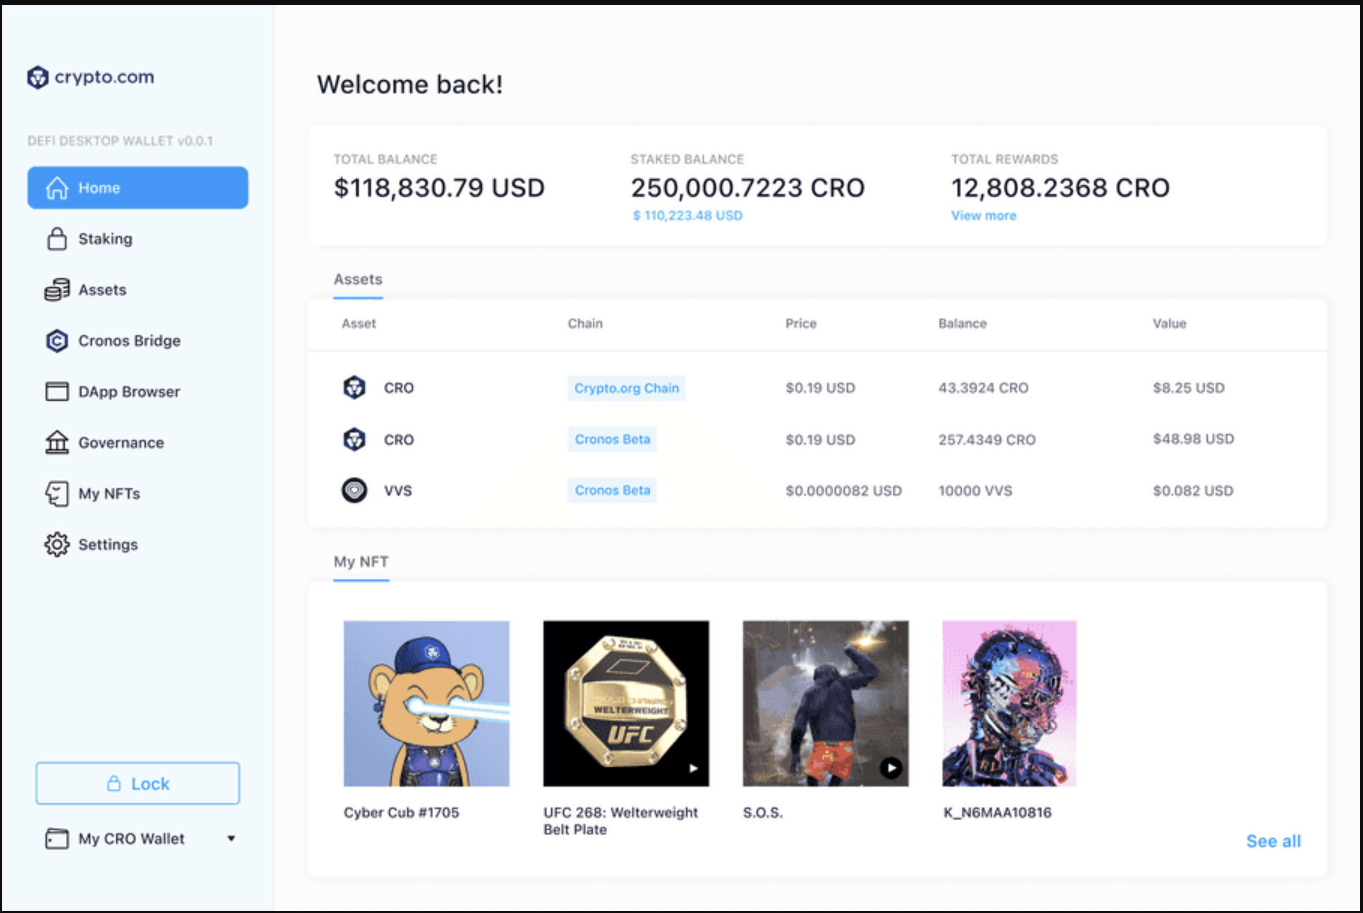 crypto.com
DEFI DESKTOP WALLET v0.0.1
Home
Staking
Assets
Cronos Bridge
DApp Browser
Governance
My NFTs
Settings
Lock
My CRO Wallet
Welcome back!
TOTAL BALANCE STAKED BALANCE TOTAL REWARDS
$118,830.79 USD 250,000.7223 CRO 12,808.2368 CRO
$ 110,223.48 USD View more
Assets
Asset Chain Price Balance Value
CRO Crypto.org Chain $0.19 USD 43.3924 CRO $8.25 USD
CRO Cronos Beta $0.19 USD 257.4349 CRO $48.98 USD
VVS Cronos Beta $0.0000082 USD 10000 VVS $0.082 USD
My NFT
WELTERWEIGHT
UFC
Cyber Cub #1705 UFC 268: Welterweight S.O.S. K_N6MAA10816
Belt Plate
See all